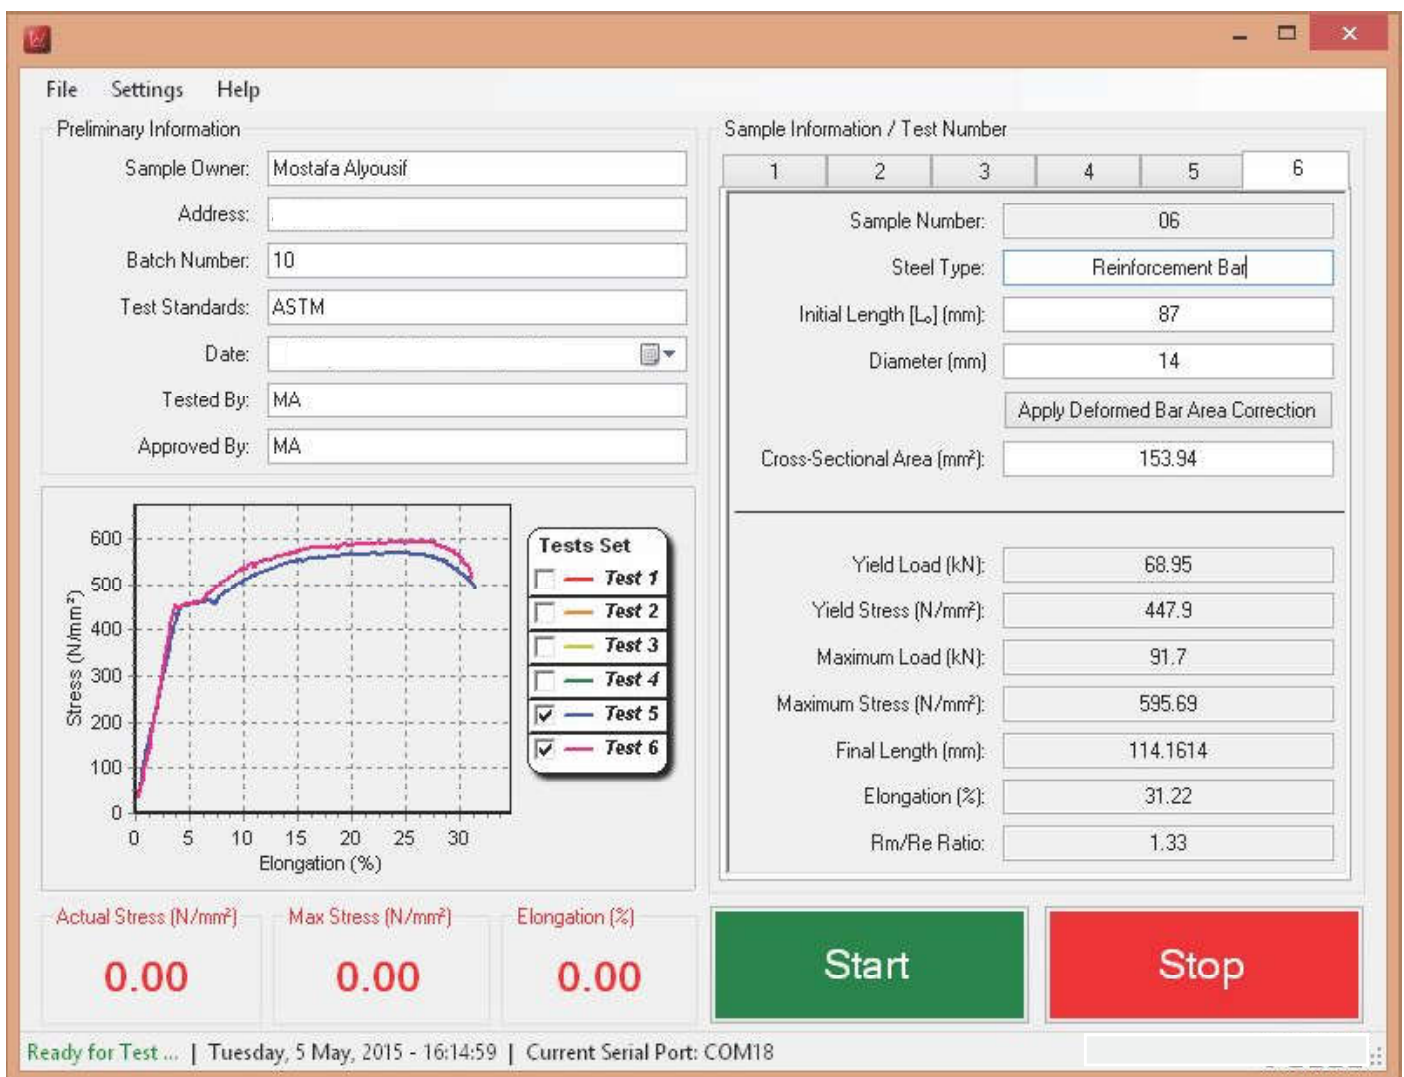 File Settings Help
Preliminary Information
Sample Owner: Mostafa Alyousif
Address:
Batch Number: 10
Test Standards: ASTM
Date:
Tested By: MA
Approved By: MA
Sample Information / Test Number
1 2 3 4 5 6
Sample Number: 06
Steel Type: Reinforcement Bar
Initial Length [Lₒ] (mm): 87
Diameter (mm) 14
Apply Deformed Bar Area Correction
Cross-Sectional Area (mm²): 153.94
Yield Load (kN): 68.95
Yield Stress (N/mm²): 447.9
Maximum Load (kN): 91.7
Maximum Stress (N/mm²): 595.69
Final Length (mm): 114.1614
Elongation (%): 31.22
Rm/Re Ratio: 1.33
Stress (N/mm²)
600
500
400
300
200
100
0
0 5 10 15 20 25 30
Elongation (%)
Tests Set
Test 1
Test 2
Test 3
Test 4
Test 5
Test 6
Actual Stress (N/mm²) Max Stress (N/mm²) Elongation (%)
0.00 0.00 0.00
Start Stop
Ready for Test ... | Tuesday, 5 May, 2015 - 16:14:59 | Current Serial Port: COM18